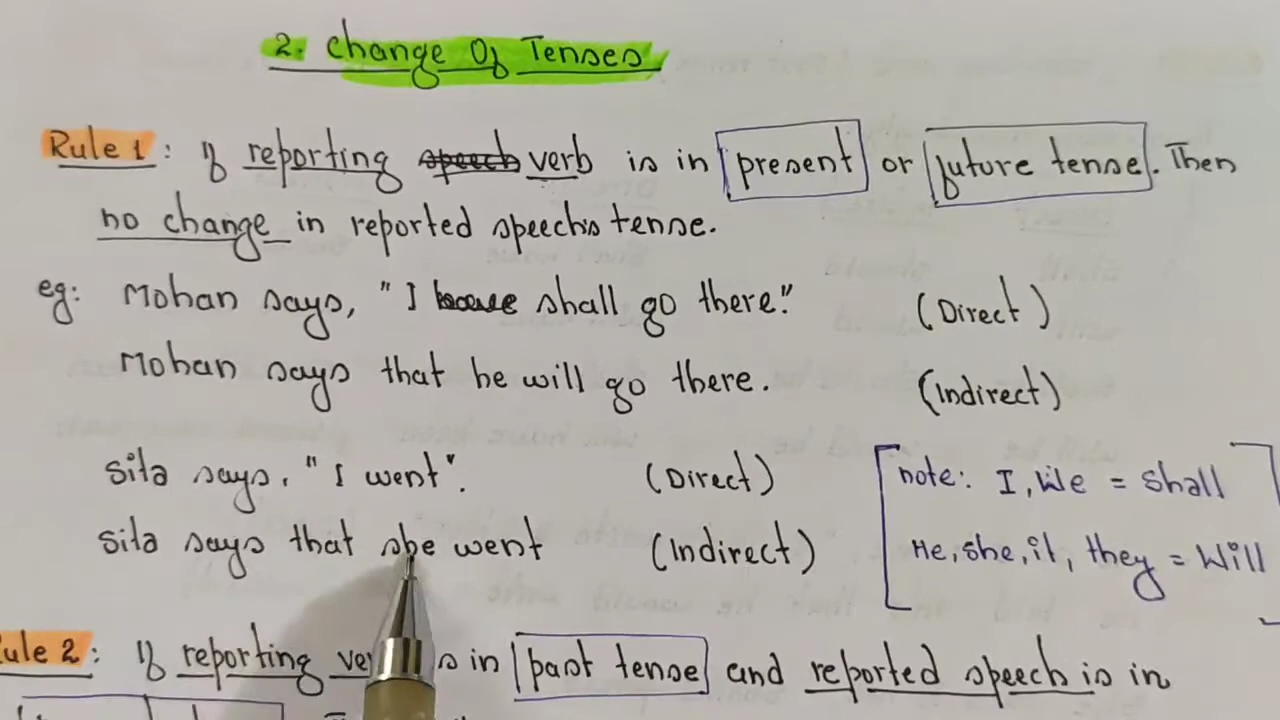 2. Change Of Tenses
Rule 1: If reporting speech verb is in present or future tense. Then
no change in reported speech's tense.
eg: Mohan says, "I shall go there." (Direct)
Mohan says that he will go there. (Indirect)
Sita says, "I went". (Direct)
Sita says that she went (Indirect)
note: I, We = Shall
He, she, it, they = Will
Rule 2: If reporting is in past tense and reported speech is in